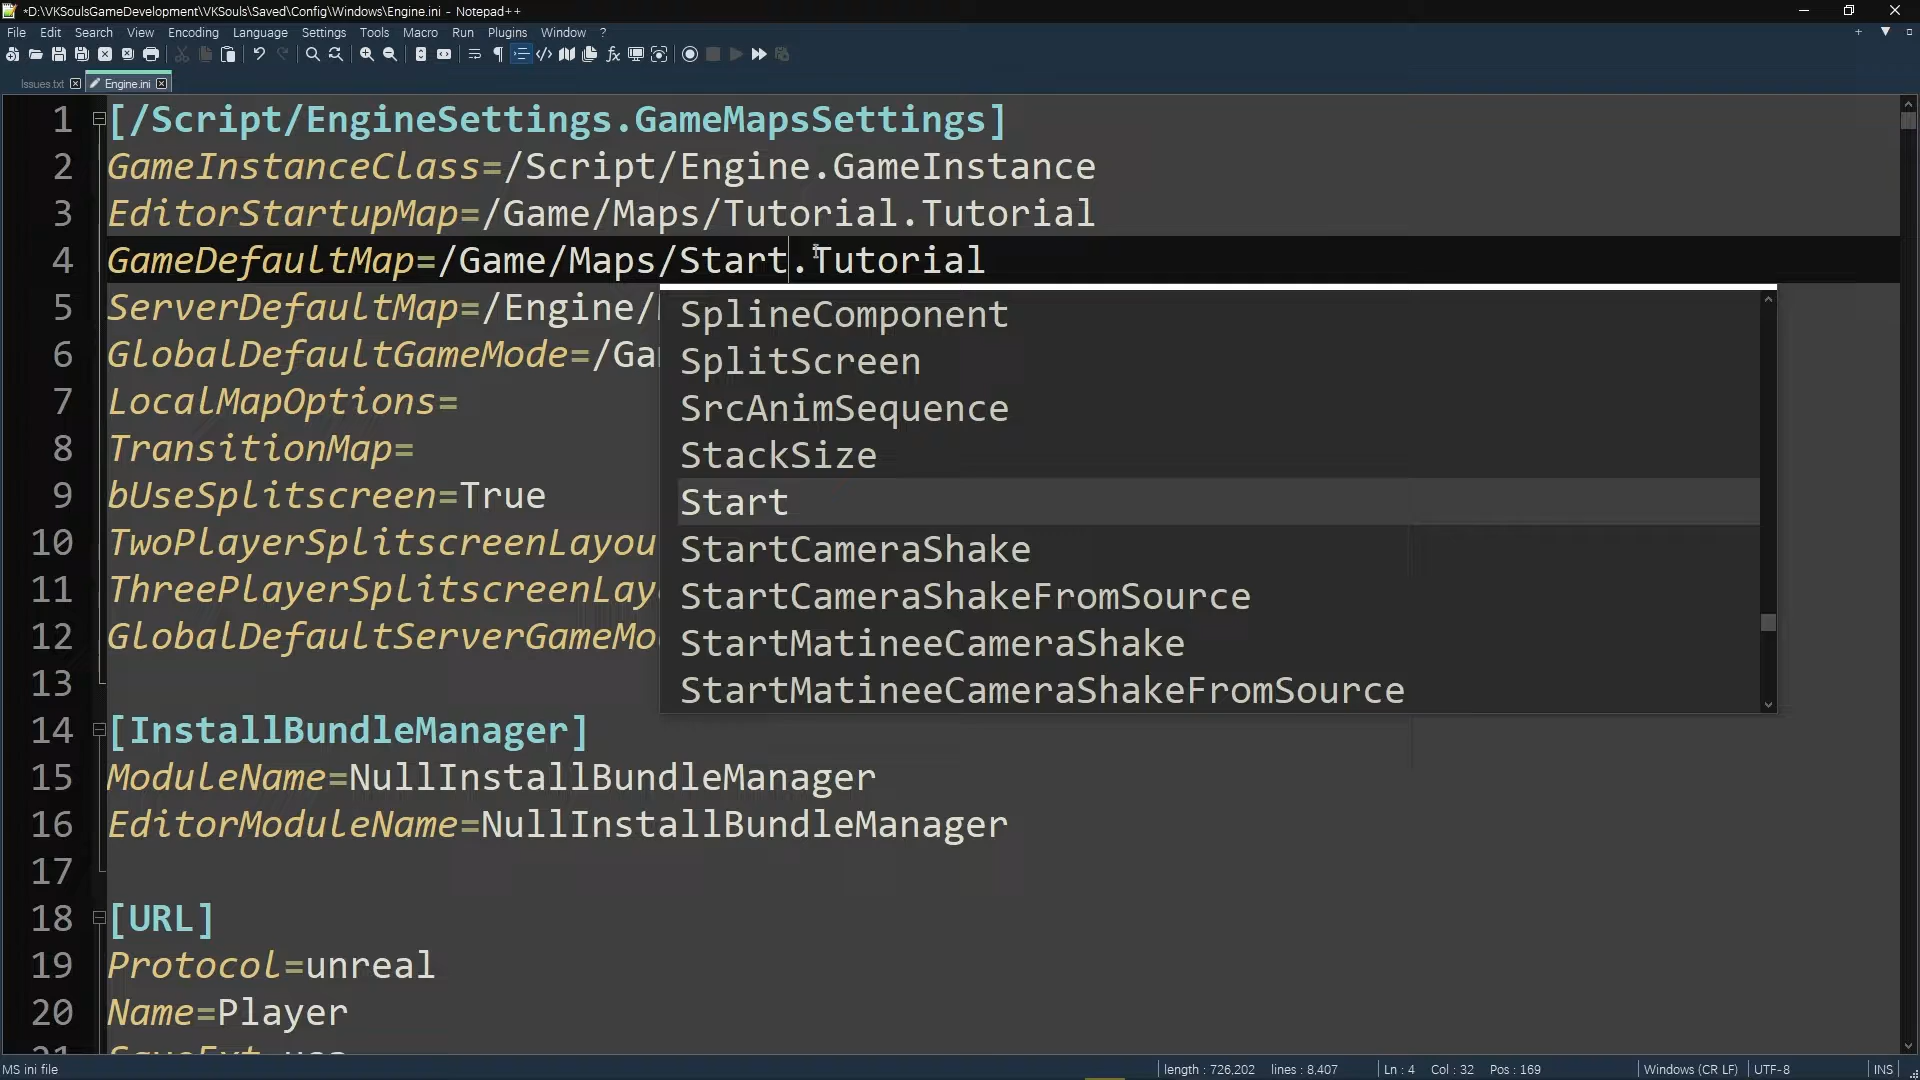 *D:\VKSoulsGameDevelopment\VKSouls\Saved\Config\Windows\Engine.ini - Notepad++
File Edit Search View Encoding Language Settings Tools Macro Run Plugins Window ?
Issues.txt Engine.ini
1 [/Script/EngineSettings.GameMapsSettings]
2 GameInstanceClass=/Script/Engine.GameInstance
3 EditorStartupMap=/Game/Maps/Tutorial.Tutorial
4 GameDefaultMap=/Game/Maps/Start.Tutorial
5 ServerDefaultMap=/Engine/
6 GlobalDefaultGameMode=/Ga
7 LocalMapOptions=
8 TransitionMap=
9 bUseSplitscreen=True
10 TwoPlayerSplitscreenLayou
11 ThreePlayerSplitscreenLay
12 GlobalDefaultServerGameMo
13
SplineComponent
SplitScreen
SrcAnimSequence
StackSize
Start
StartCameraShake
StartCameraShakeFromSource
StartMatineeCameraShake
StartMatineeCameraShakeFromSource
14 [InstallBundleManager]
15 ModuleName=NullInstallBundleManager
16 EditorModuleName=NullInstallBundleManager
17
18 [URL]
19 Protocol=unreal
20 Name=Player
MS ini file length : 726,202 lines : 8,407 Ln : 4 Col : 32 Pos : 169 Windows (CR LF) UTF-8 INS